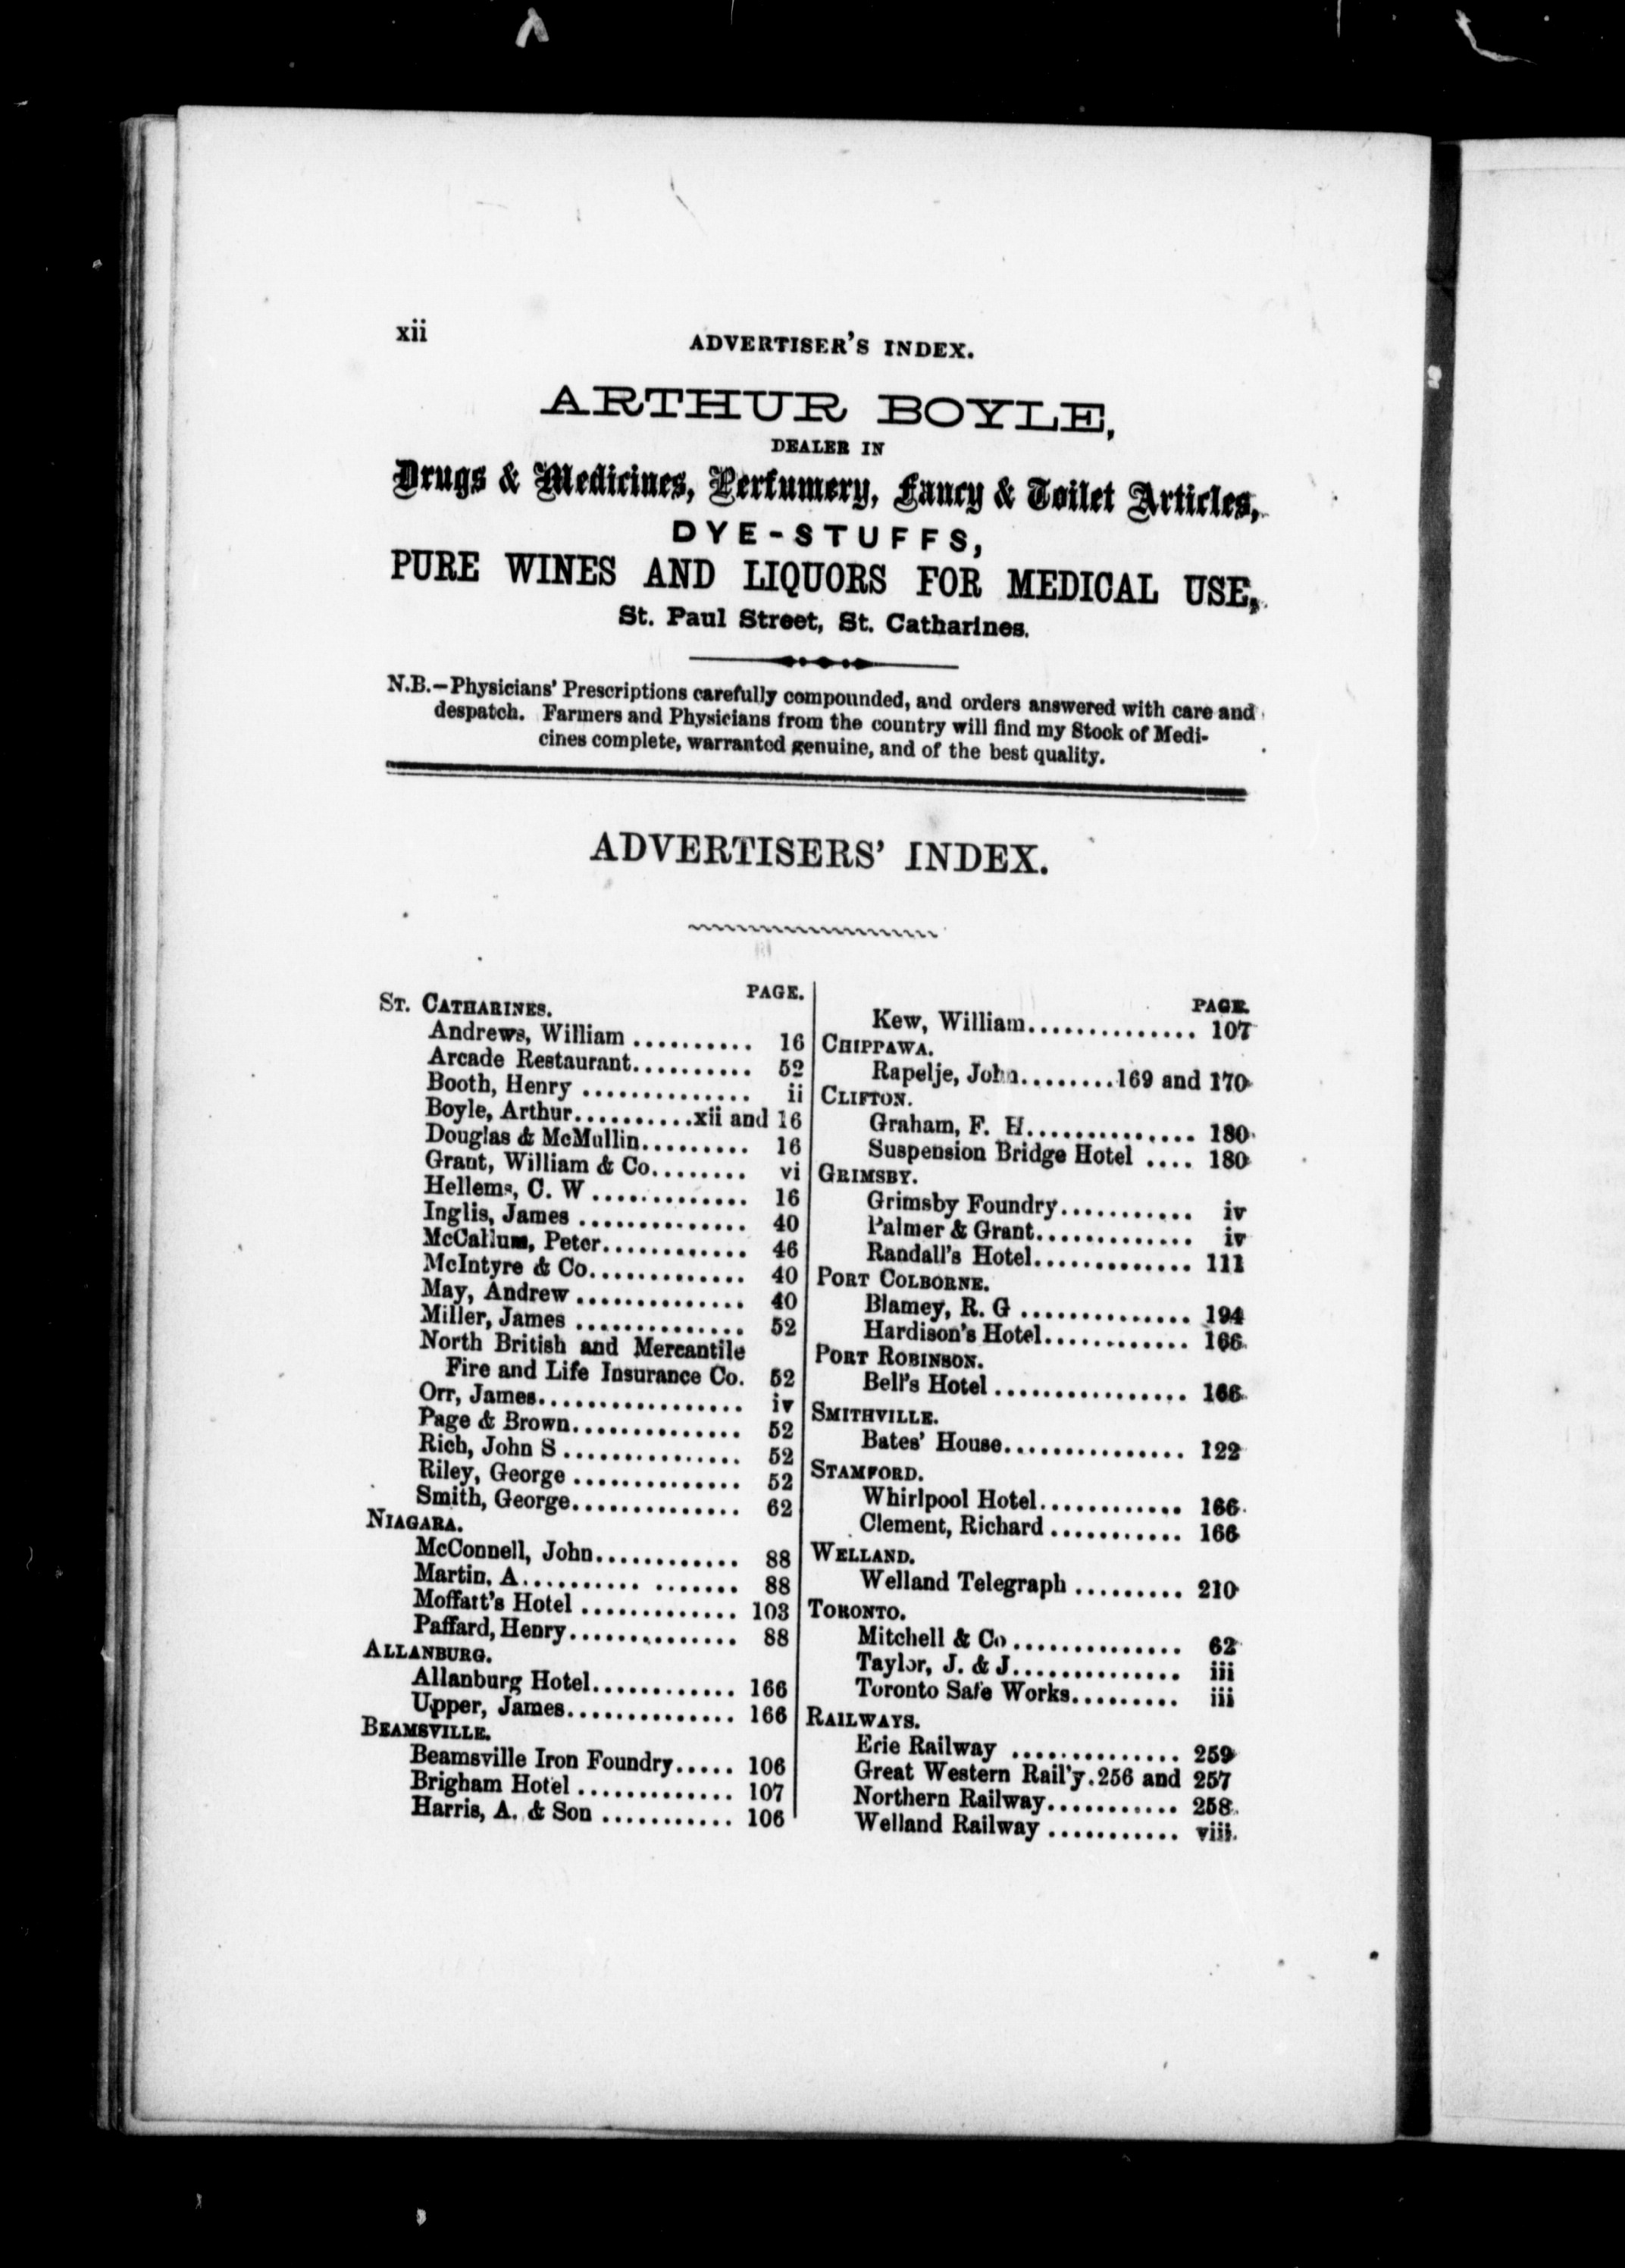 xii
ADVERTISER'S INDEX.
ARTHUR BOYLE,
DEALER IN
Drugs & Medicines, Perfumery, Fancy & Toilet Articles,
DYE-STUFFS,
PURE WINES AND LIQUORS FOR MEDICAL USE,
St. Paul Street, St. Catharines.
N.B.—Physicians' Prescriptions carefully compounded, and orders answered with care and
despatch. Farmers and Physicians from the country will find my Stock of Medi-
cines complete, warranted genuine, and of the best quality.
ADVERTISERS' INDEX.
PAGE.
ST. CATHARINES.
Andrews, William .......... 16
Arcade Restaurant.......... 52
Booth, Henry .............. ii
Boyle, Arthur...........xii and 16
Douglas & McMullin......... 16
Grant, William & Co........ vi
Hellems, C. W ............. 16
Inglis, James .............. 40
McCallum, Peter............ 46
McIntyre & Co............. 40
May, Andrew .............. 40
Miller, James .............. 52
North British and Mercantile
Fire and Life Insurance Co. 52
Orr, James................. iv
Page & Brown.............. 52
Rich, John S ............... 52
Riley, George .............. 52
Smith, George.............. 62
NIAGARA.
McConnell, John............ 88
Martin, A.......... ....... 88
Moffatt's Hotel ............. 103
Paffard, Henry.............. 88
ALLANBURG.
Allanburg Hotel............ 166
Upper, James.............. 166
BEAMSVILLE.
Beamsville Iron Foundry..... 106
Brigham Hotel ............. 107
Harris, A. & Son ........... 106
PAGE.
Kew, William.............. 107
CHIPPAWA.
Rapelje, John........169 and 170
CLIFTON.
Graham, F. H.............. 180
Suspension Bridge Hotel .... 180
GRIMSBY.
Grimsby Foundry........... iv
Palmer & Grant............. iv
Randall's Hotel............. 111
PORT COLBORNE.
Blamey, R. G .............. 194
Hardison's Hotel............ 166
PORT ROBINSON.
Bell's Hotel ................ 166
SMITHVILLE.
Bates' House............... 122
STAMFORD.
Whirlpool Hotel............ 166
Clement, Richard ........... 166
WELLAND.
Welland Telegraph ......... 210
TORONTO.
Mitchell & Co.............. 62
Taylor, J. & J.............. iii
Toronto Safe Works......... iii
RAILWAYS.
Erie Railway .............. 259
Great Western Rail'y.256 and 257
Northern Railway........... 258
Welland Railway ........... viii